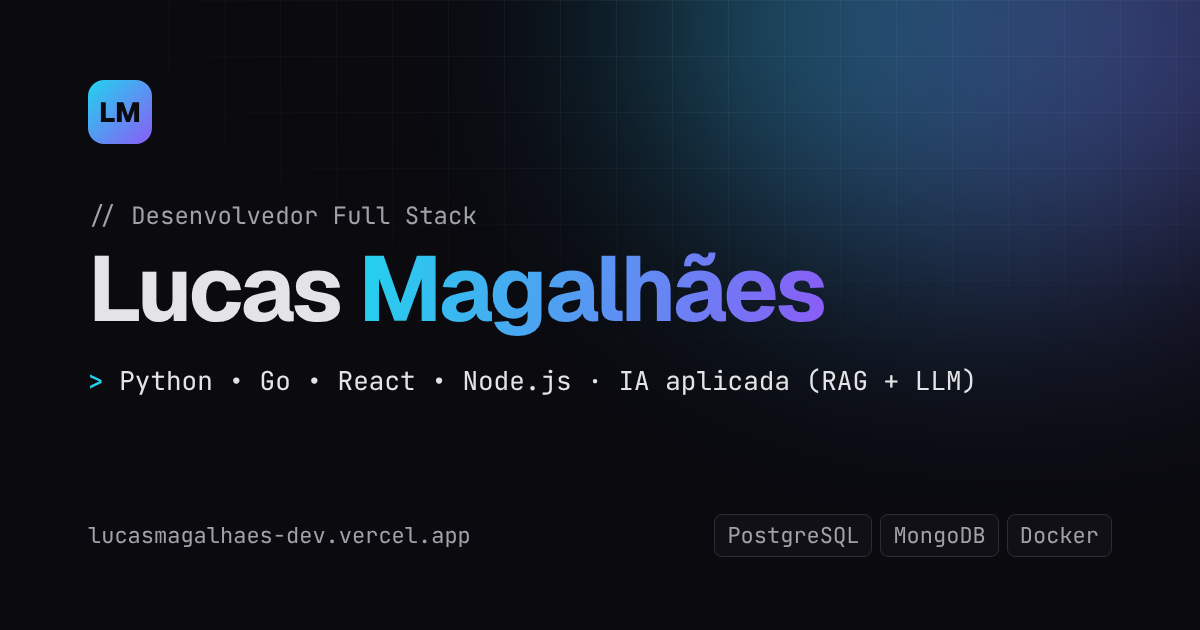 LM
// Desenvolvedor Full Stack
Lucas Magalhães
> Python • Go • React • Node.js · IA aplicada (RAG + LLM)
lucasmagalhaes-dev.vercel.app PostgreSQL MongoDB Docker